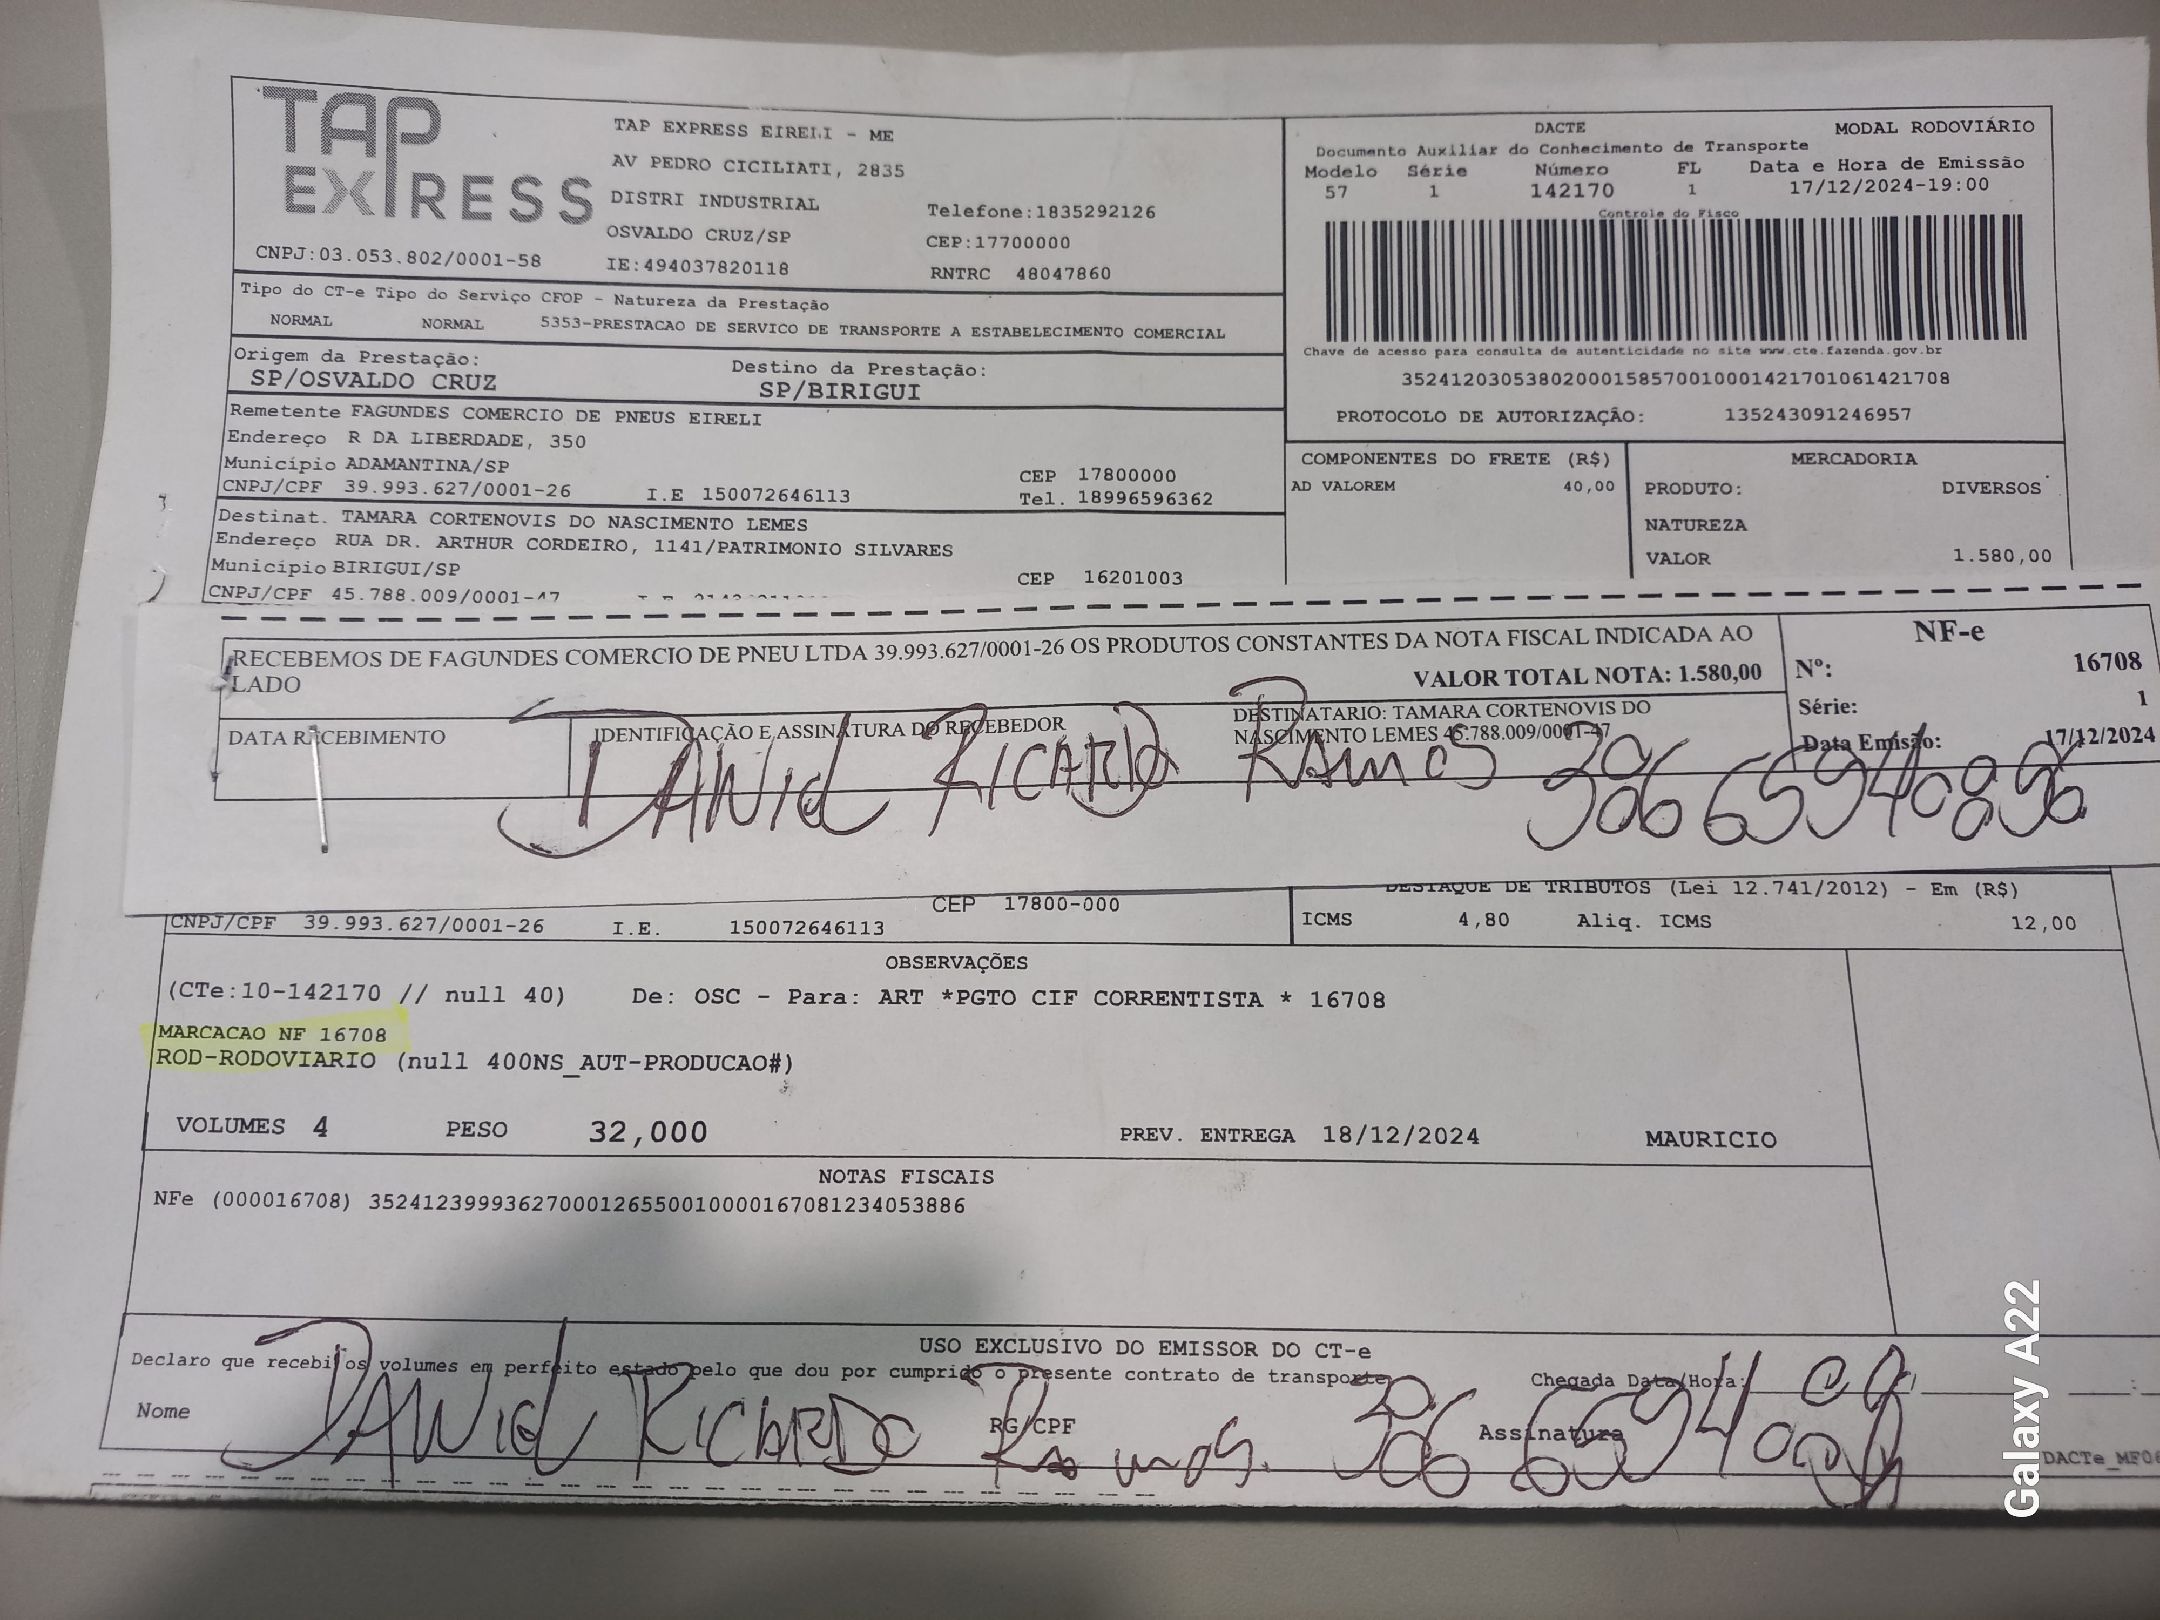 TAP EXPRESS
TAP EXPRESS EIRELI - ME
AV PEDRO CICILIATI, 2835
DISTRI INDUSTRIAL
Telefone:1835292126
OSVALDO CRUZ/SP
CEP:17700000
CNPJ:03.053.802/0001-58
IE:494037820118
RNTRC 48047860
DACTE MODAL RODOVIÁRIO
Documento Auxiliar do Conhecimento de Transporte
Modelo Série Número FL Data e Hora de Emissão
57 1 142170 1 17/12/2024-19:00
Controle do Fisco
Chave de acesso para consulta de autenticidade no site www.cte.fazenda.gov.br
35241203053802000158570010001421701061421708
PROTOCOLO DE AUTORIZAÇÃO: 135243091246957
Tipo do CT-e Tipo do Serviço CFOP - Natureza da Prestação
NORMAL NORMAL 5353-PRESTACAO DE SERVICO DE TRANSPORTE A ESTABELECIMENTO COMERCIAL
Origem da Prestação: Destino da Prestação:
SP/OSVALDO CRUZ SP/BIRIGUI
Remetente FAGUNDES COMERCIO DE PNEUS EIRELI
Endereço R DA LIBERDADE, 350
Município ADAMANTINA/SP CEP 17800000
CNPJ/CPF 39.993.627/0001-26 I.E 150072646113 Tel. 18996596362
Destinat. TAMARA CORTENOVIS DO NASCIMENTO LEMES
Endereço RUA DR. ARTHUR CORDEIRO, 1141/PATRIMONIO SILVARES
Município BIRIGUI/SP CEP 16201003
CNPJ/CPF 45.788.009/0001-47
COMPONENTES DO FRETE (R$)
AD VALOREM 40,00
MERCADORIA
PRODUTO: DIVERSOS
NATUREZA
VALOR 1.580,00
RECEBEMOS DE FAGUNDES COMERCIO DE PNEU LTDA 39.993.627/0001-26 OS PRODUTOS CONSTANTES DA NOTA FISCAL INDICADA AO
LADO VALOR TOTAL NOTA: 1.580,00
DATA RECEBIMENTO
IDENTIFICAÇÃO E ASSINATURA DO RECEBEDOR
DESTINATARIO: TAMARA CORTENOVIS DO
NASCIMENTO LEMES 45.788.009/0001-47
NF-e
Nº: 16708
Série: 1
Data Emissão: 17/12/2024
DANIEL RICARDO RAMOS
CEP 17800-000
CNPJ/CPF 39.993.627/0001-26 I.E. 150072646113
DESTAQUE DE TRIBUTOS (Lei 12.741/2012) - Em (R$)
ICMS 4,80 Aliq. ICMS 12,00
OBSERVAÇÕES
(CTe:10-142170 // null 40) De: OSC - Para: ART *PGTO CIF CORRENTISTA * 16708
MARCACAO NF 16708
ROD-RODOVIARIO (null 400NS_AUT-PRODUCAO#)
VOLUMES 4 PESO 32,000 PREV. ENTREGA 18/12/2024 MAURICIO
NOTAS FISCAIS
NFe (000016708) 35241239993627000126550010000167081234053886
USO EXCLUSIVO DO EMISSOR DO CT-e
Declaro que recebi os volumes em perfeito estado pelo que dou por cumprido o presente contrato de transporte Chegada Data/Hora:
Nome RG/CPF Assinatura
DANIEL RICARDO Ramos.
Galaxy A22